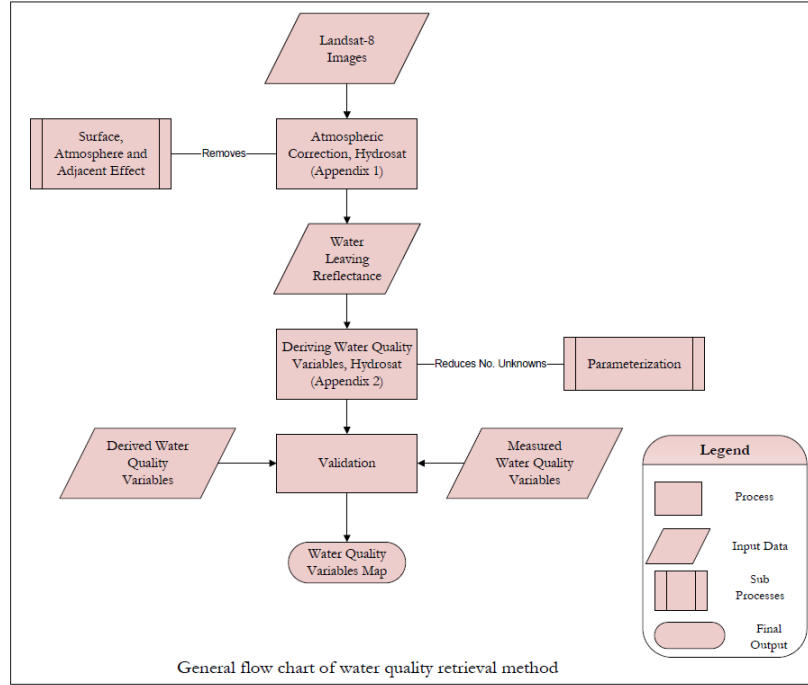 Landsat-8
Images
Surface,
Atmosphere and
Adjacent Effect
Removes
Atmospheric
Correction, Hydrosat
(Appendix 1)
Water
Leaving
Rreflectance
Deriving Water Quality
Variables, Hydrosat
(Appendix 2)
Reduces No. Unknowns
Parameterization
Derived Water
Quality
Variables
Validation
Measured
Water Quality
Variables
Water Quality
Variables Map
Legend
Process
Input Data
Sub
Processes
Final
Output
General flow chart of water quality retrieval method